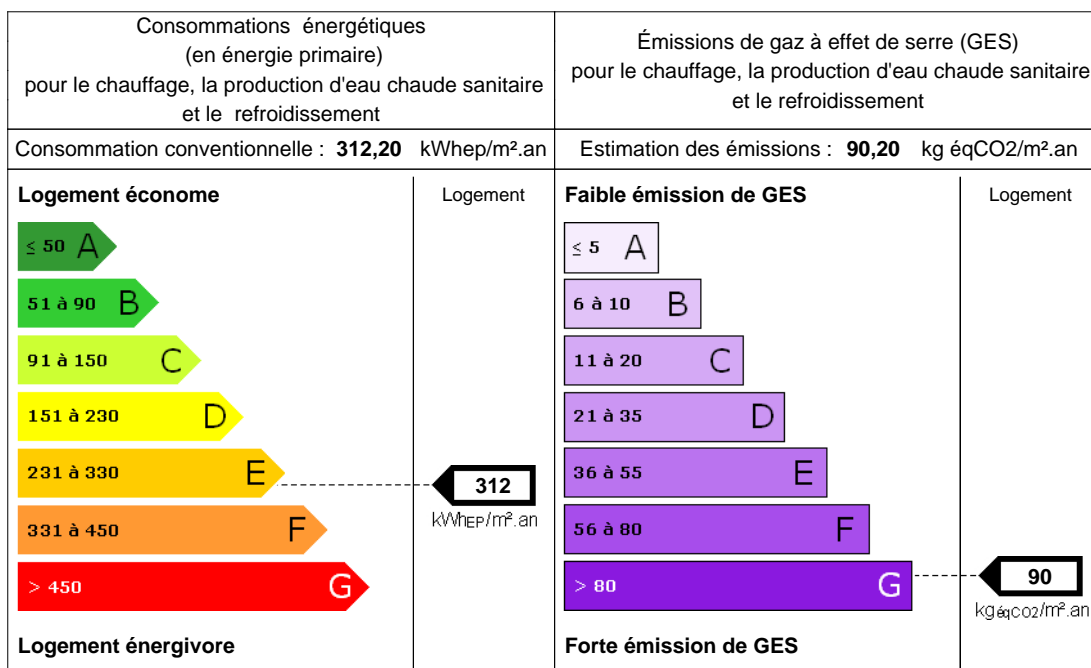 Consommations énergétiques
(en énergie primaire)
pour le chauffage, la production d'eau chaude sanitaire
et le refroidissement
Émissions de gaz à effet de serre (GES)
pour le chauffage, la production d'eau chaude sanitaire
et le refroidissement
Consommation conventionnelle : 312,20 kWhep/m².an
Estimation des émissions : 90,20 kg éqCO2/m².an
Logement économe
Logement
≤ 50 A
51 à 90 B
91 à 150 C
151 à 230 D
231 à 330 E
331 à 450 F
> 450 G
312
kWhEP/m².an
Logement énergivore
Faible émission de GES
Logement
≤ 5 A
6 à 10 B
11 à 20 C
21 à 35 D
36 à 55 E
56 à 80 F
> 80 G
90
kgéqCO2/m².an
Forte émission de GES